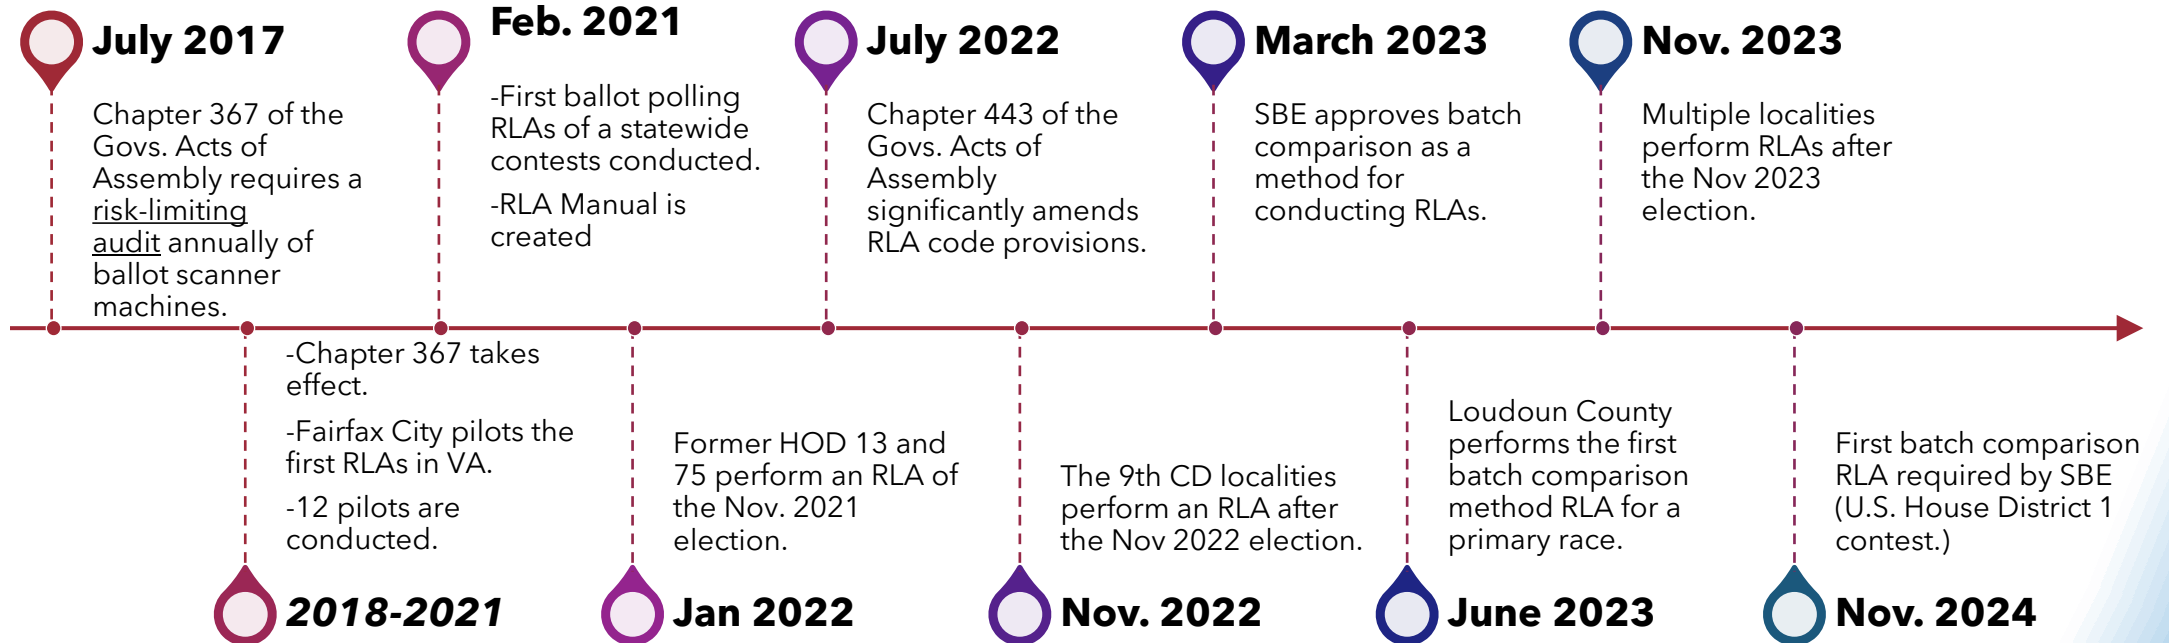 July 2017
Chapter 367 of the
Govs. Acts of
Assembly requires a
risk-limiting
audit annually of
ballot scanner
machines.
2018-2021
-Chapter 367 takes
effect.
-Fairfax City pilots the
first RLAs in VA.
-12 pilots are
conducted.
Feb. 2021
-First ballot polling
RLAs of a statewide
contests conducted.
-RLA Manual is
created
Jan 2022
Former HOD 13 and
75 perform an RLA of
the Nov. 2021
election.
July 2022
Chapter 443 of the
Govs. Acts of
Assembly
significantly amends
RLA code provisions.
Nov. 2022
The 9th CD localities
perform an RLA after
the Nov 2022 election.
March 2023
SBE approves batch
comparison as a
method for
conducting RLAs.
June 2023
Loudoun County
performs the first
batch comparison
method RLA for a
primary race.
Nov. 2023
Multiple localities
perform RLAs after
the Nov 2023
election.
Nov. 2024
First batch comparison
RLA required by SBE
(U.S. House District 1
contest.)